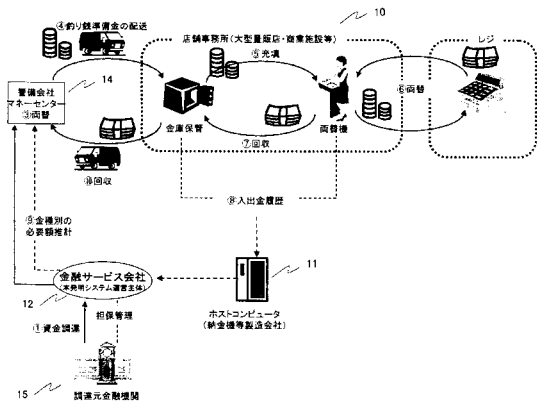 ④釣り銭準備金の配送
10
店舗事務所(大型量販店・商業施設等)
⑤充填
レジ
14
警備会社
マネーセンター
③両替
⑥両替
金庫保管
両替機
⑦回収
⑩回収
⑧入出金履歴
⑨金種別の
必要額推計
11
金融サービス会社
(本発明システム運営主体)
12
ホストコンピュータ
(納金機等製造会社)
①資金調達
担保管理
15
調達元金融機関